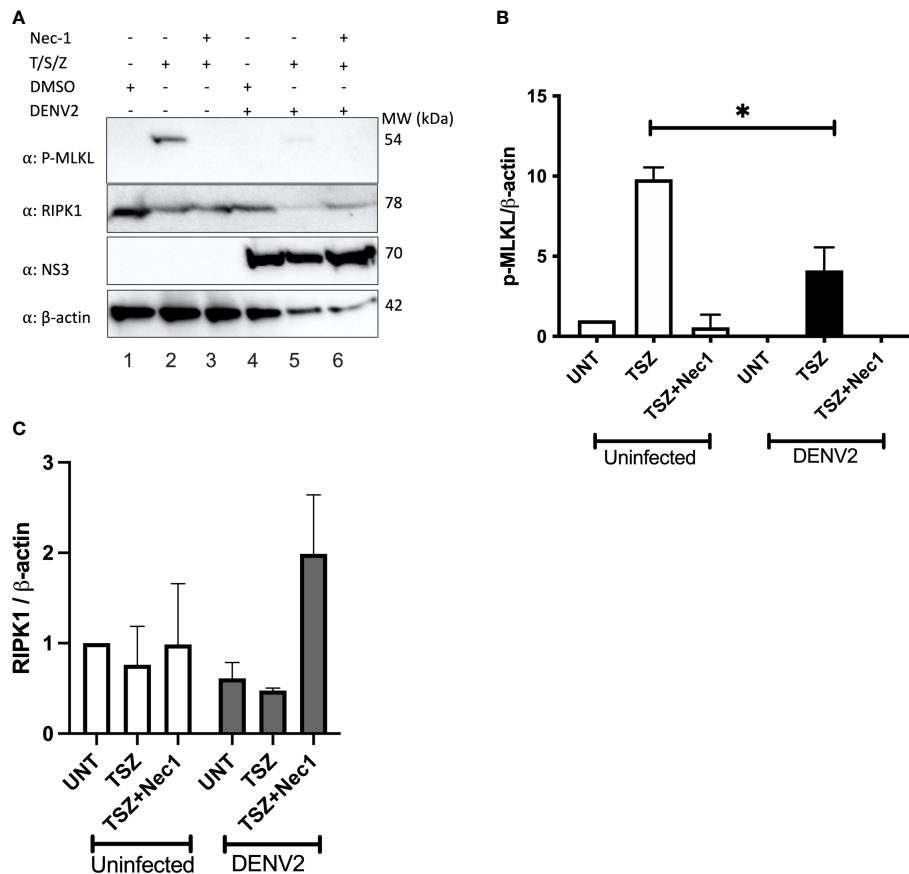 A
Nec-1 - - + - - +
T/S/Z - + + - + +
DMSO + - - + - -
DENV2 - - - + + +
MW (kDa)
α: P-MLKL 54
α: RIPK1 78
α: NS3 70
α: β-actin 42
1 2 3 4 5 6
B
p-MLKL/β-actin
15
10
5
0
*
UNT TSZ TSZ+Nec1 UNT TSZ TSZ+Nec1
Uninfected DENV2
C
RIPK1 / β-actin
3
2
1
0
UNT TSZ TSZ+Nec1 UNT TSZ TSZ+Nec1
Uninfected DENV2